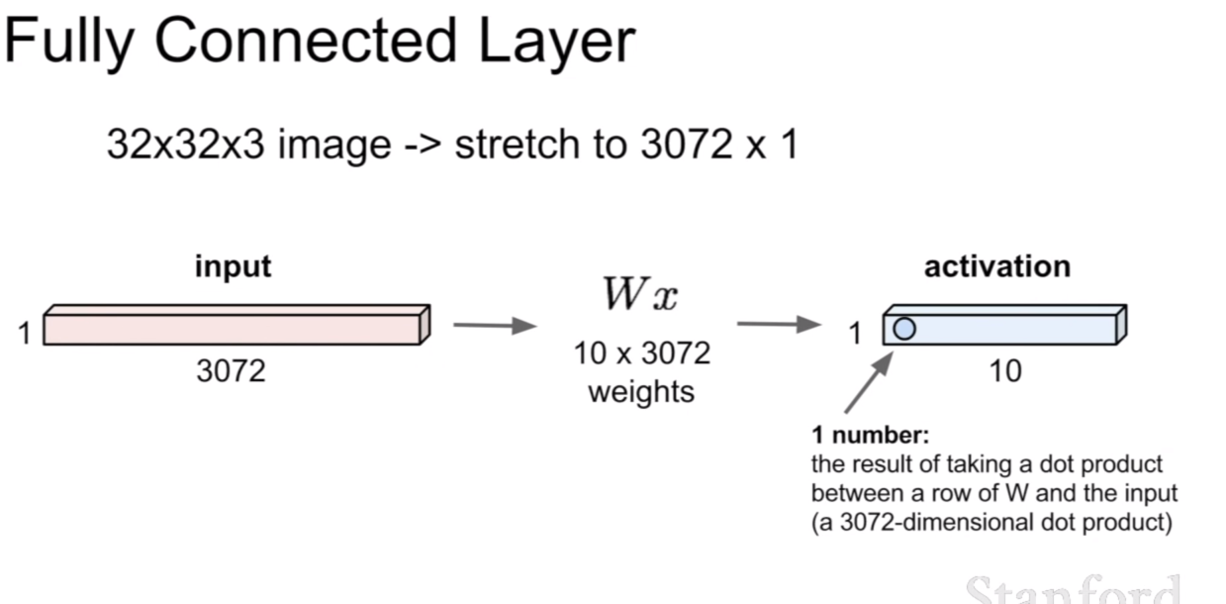 Fully Connected Layer
32x32x3 image -> stretch to 3072 x 1
input
1
3072
Wx
10 x 3072
weights
activation
1
10
1 number:
the result of taking a dot product
between a row of W and the input
(a 3072-dimensional dot product)
Stanford